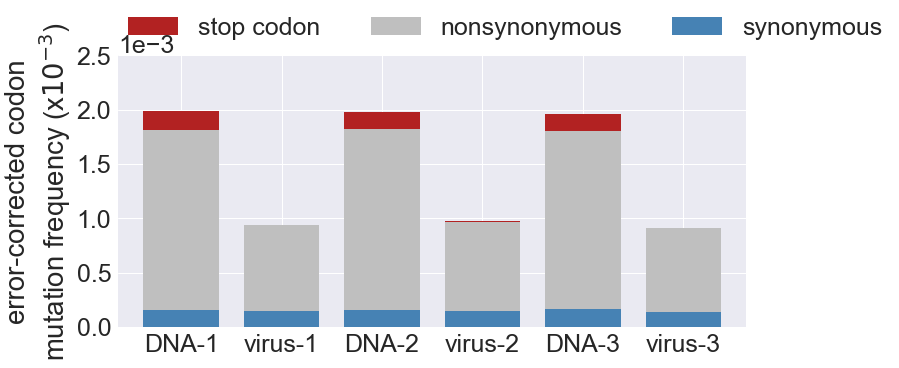 stop codon nonsynonymous synonymous
1e−3
error-corrected codon
mutation frequency (x10⁻³)
2.5
2.0
1.5
1.0
0.5
0.0
DNA-1 virus-1 DNA-2 virus-2 DNA-3 virus-3